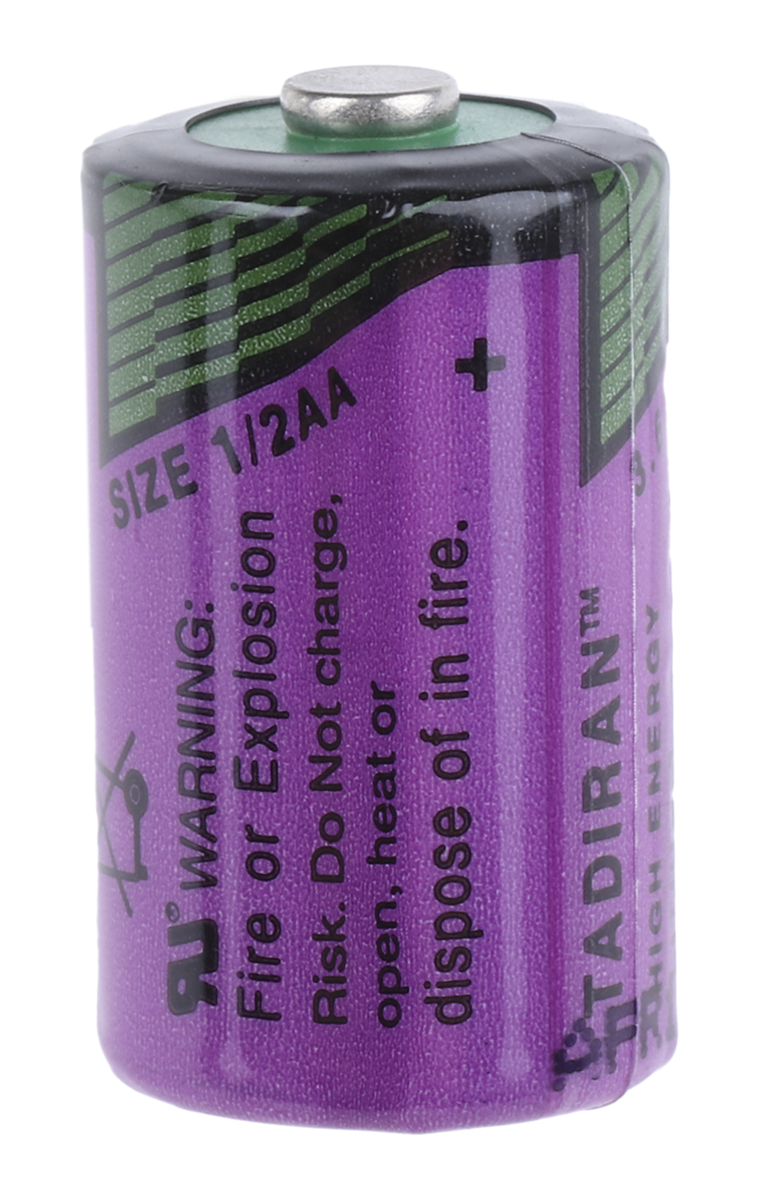 SIZE 1/2AA
+
WARNING:
Fire or Explosion
Risk. Do Not charge,
open, heat or
dispose of in fire.
TADIRAN™
HIGH ENERGY